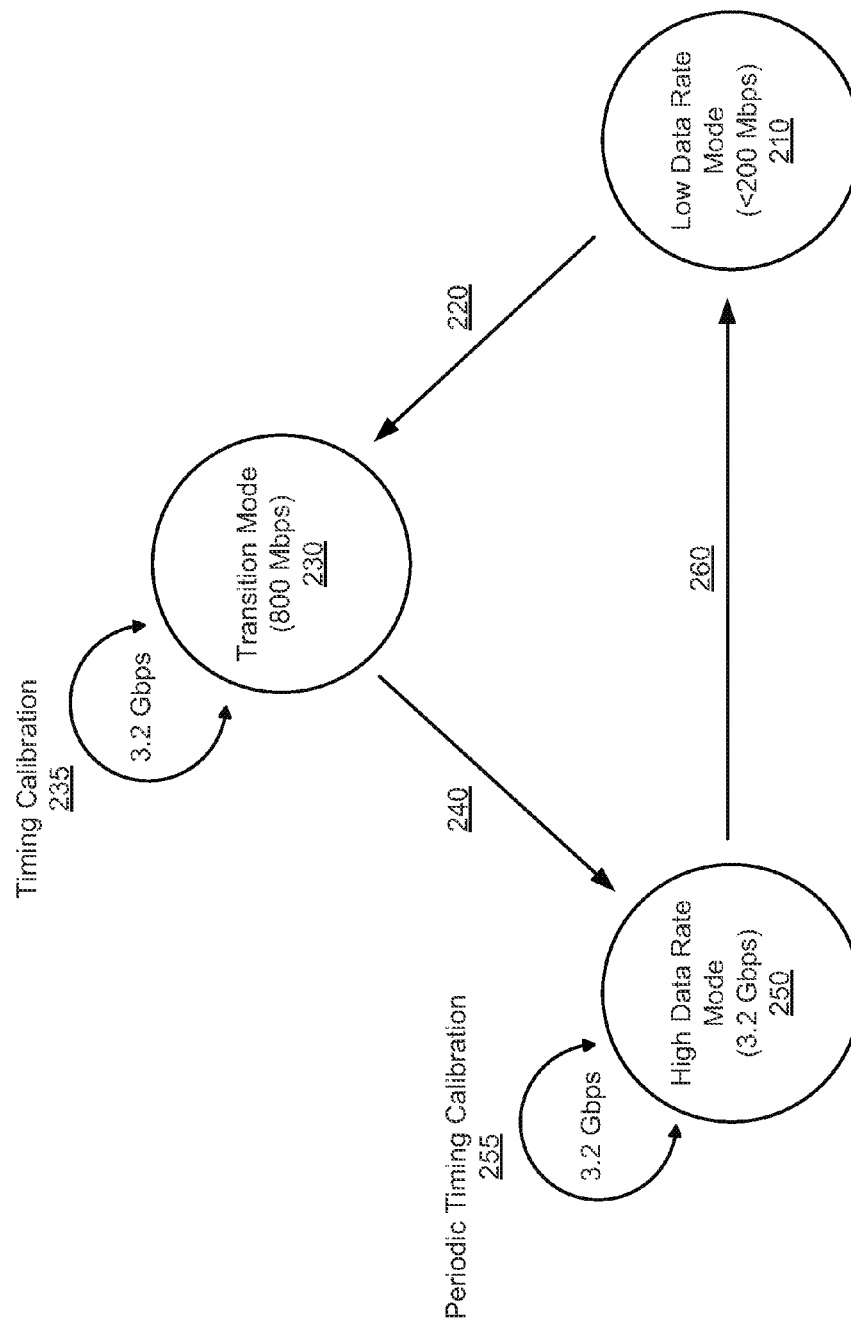 Timing Calibration
235
3.2 Gbps
Transition Mode
(800 Mbps)
230
240
220
Periodic Timing Calibration
255
3.2 Gbps
High Data Rate
Mode
(3.2 Gbps)
250
260
Low Data Rate
Mode
(<200 Mbps)
210